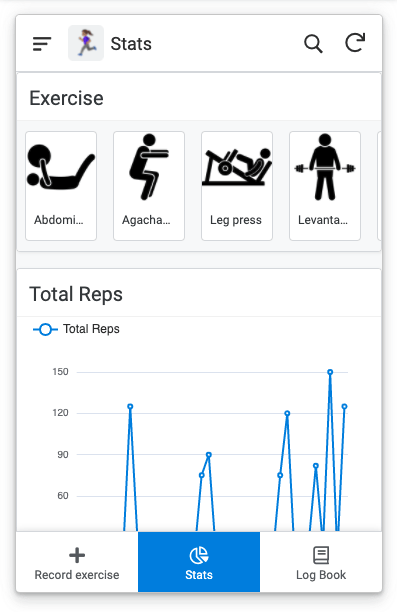 Stats
Exercise
Abdomi...
Agacha...
Leg press
Levanta...
Total Reps
Total Reps
150
120
90
60
Record exercise
Stats
Log Book